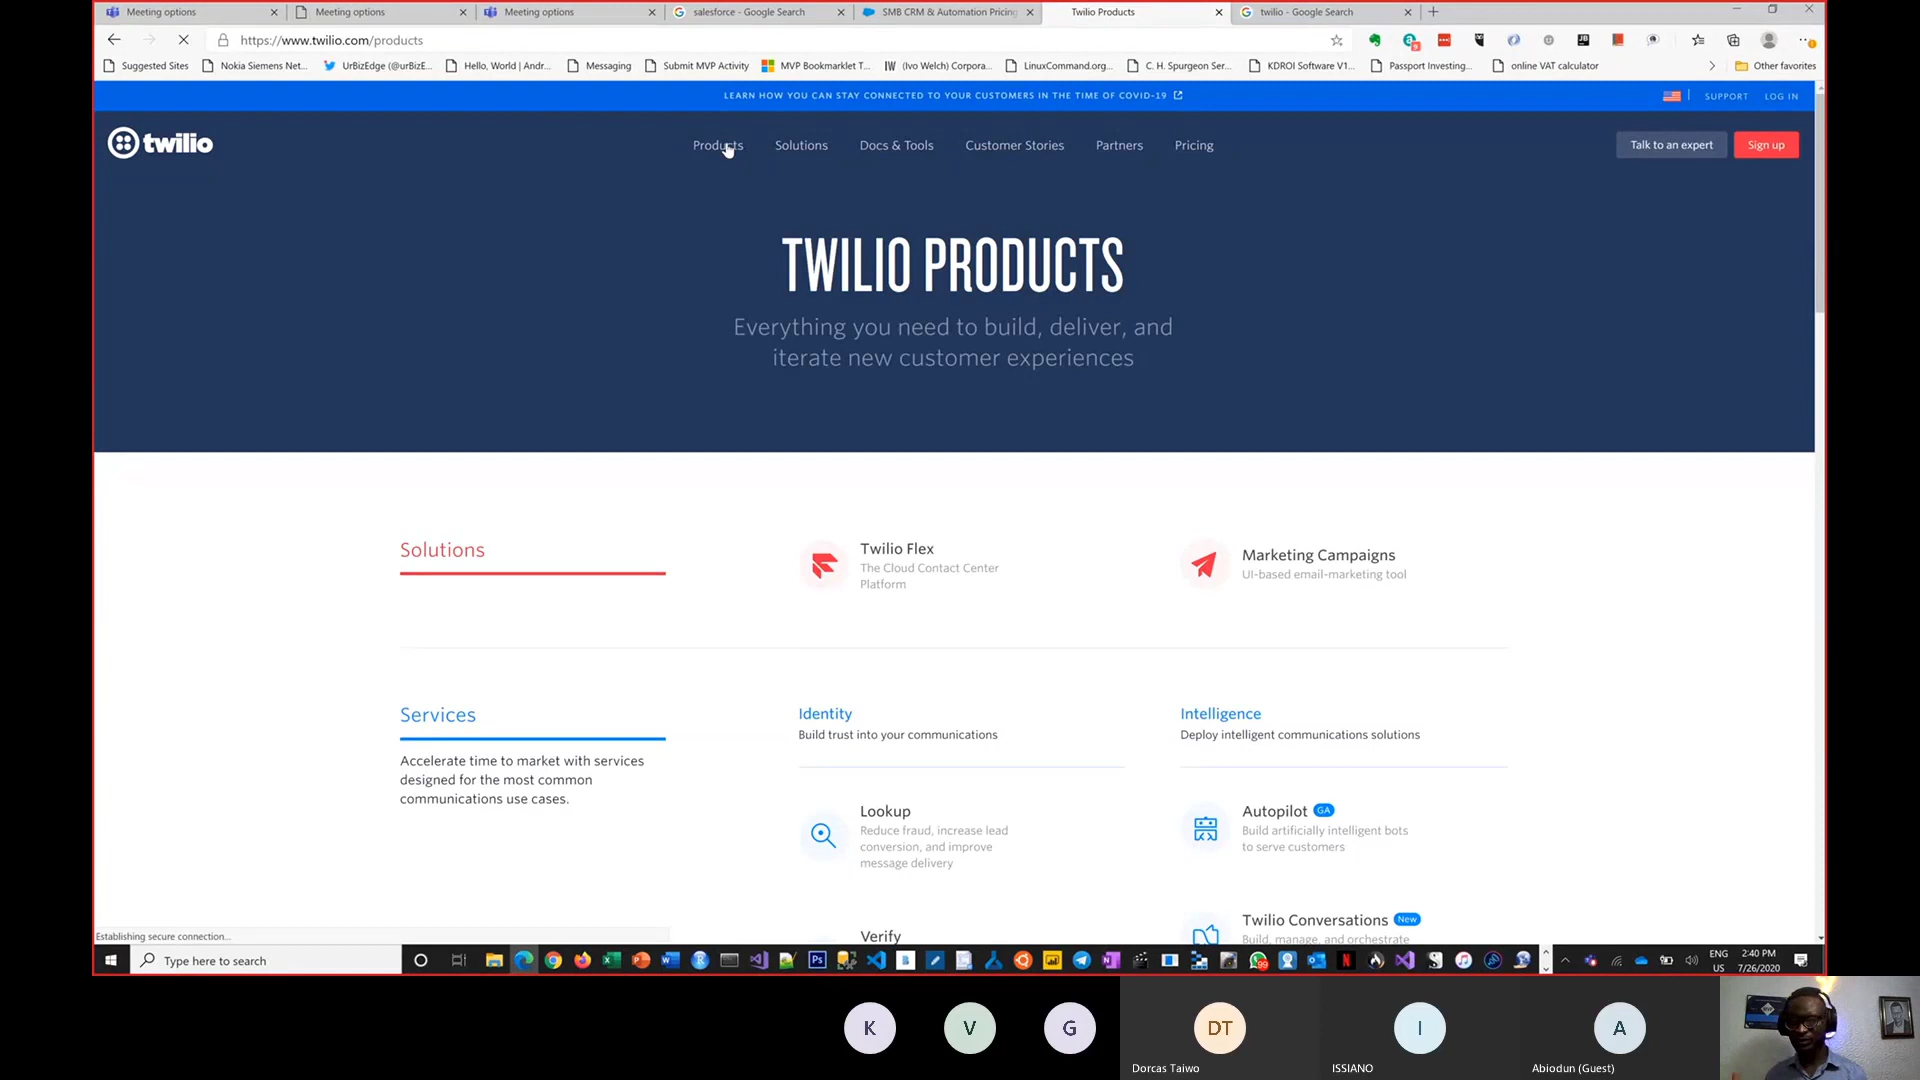 Meeting options
Meeting options
Meeting options
salesforce - Google Search
SMB CRM & Automation Pricing
Twilio Products
twilio - Google Search
https://www.twilio.com/products
Suggested Sites
Nokia Siemens Net...
UrBizEdge (@urBizE...
Hello, World | Andr...
Messaging
Submit MVP Activity
MVP Bookmarklet T...
(Ivo Welch) Corpora...
LinuxCommand.org...
C. H. Spurgeon Ser...
KDROI Software V1...
Passport Investing...
online VAT calculator
Other favorites
LEARN HOW YOU CAN STAY CONNECTED TO YOUR CUSTOMERS IN THE TIME OF COVID-19
SUPPORT
LOG IN
twilio
Products
Solutions
Docs & Tools
Customer Stories
Partners
Pricing
Talk to an expert
Sign up
TWILIO PRODUCTS
Everything you need to build, deliver, and
iterate new customer experiences
Solutions
Twilio Flex
The Cloud Contact Center
Platform
Marketing Campaigns
UI-based email-marketing tool
Services
Accelerate time to market with services
designed for the most common
communications use cases.
Identity
Build trust into your communications
Intelligence
Deploy intelligent communications solutions
Lookup
Reduce fraud, increase lead
conversion, and improve
message delivery
Autopilot GA
Build artificially intelligent bots
to serve customers
Verify
Twilio Conversations New
Build, manage, and orchestrate
Establishing secure connection...
Type here to search
ENG
US
2:40 PM
7/26/2020
K
V
G
DT
Dorcas Taiwo
I
ISSIANO
A
Abiodun (Guest)